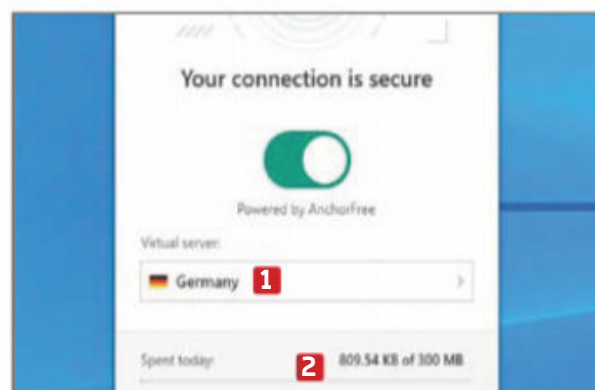 Your connection is secure
Powered by AnchorFree
Virtual server:
Germany 1
Spent today: 2 809.54 KB of 300 MB